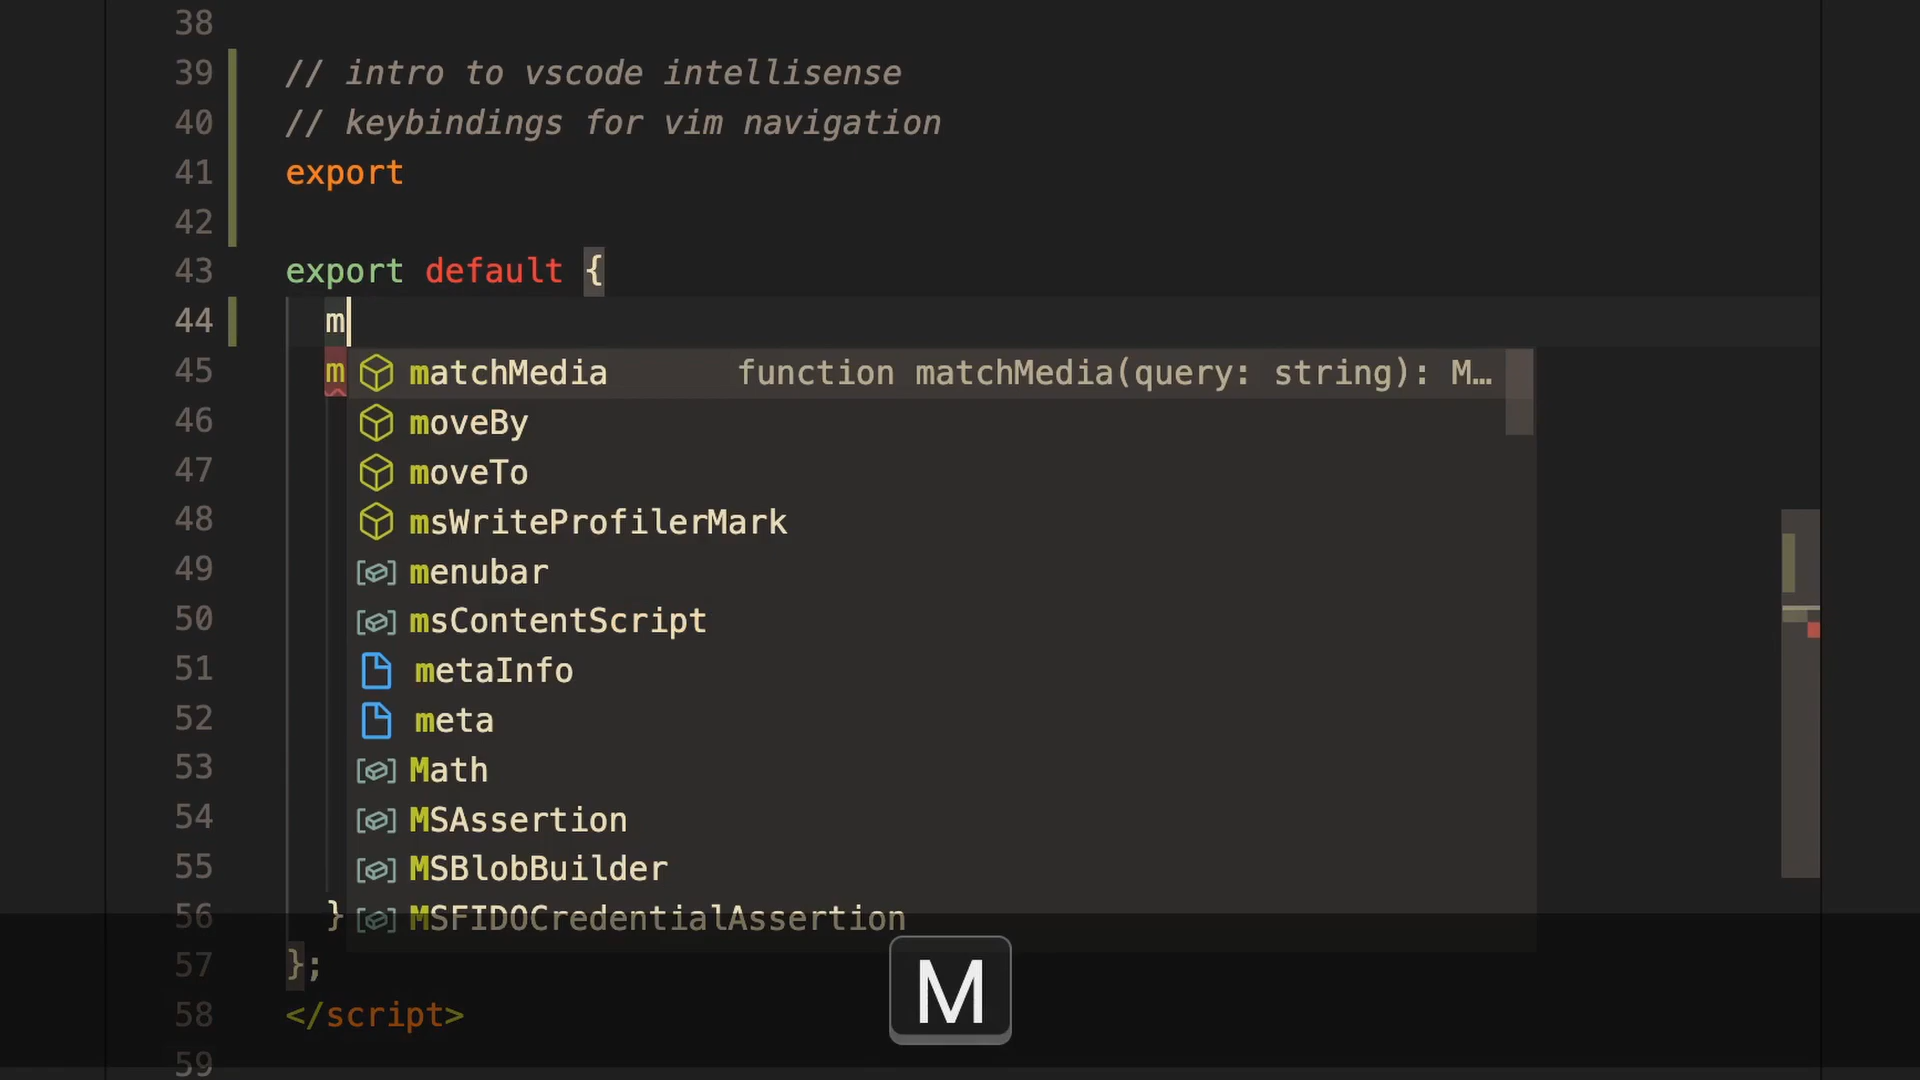 38
39 // intro to vscode intellisense
40 // keybindings for vim navigation
41 export
42
43 export default {
44 m
45 m matchMedia function matchMedia(query: string): M…
46 moveBy
47 moveTo
48 msWriteProfilerMark
49 menubar
50 msContentScript
51 metaInfo
52 meta
53 Math
54 MSAssertion
55 MSBlobBuilder
56 } MSFIDOCredentialAssertion
57 };
58 </script>
59
M